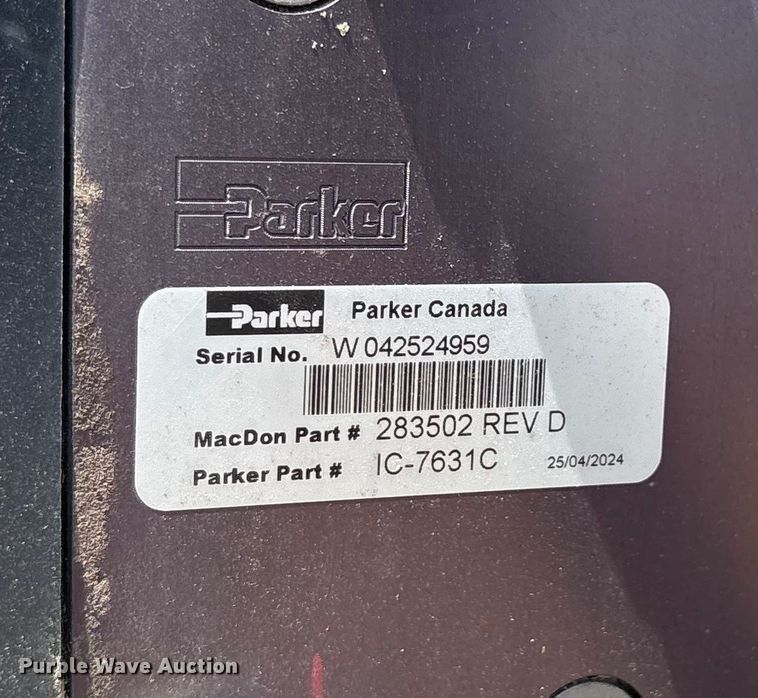 Parker
Parker Parker Canada
Serial No. W 042524959
MacDon Part # 283502 REV D
Parker Part # IC-7631C 25/04/2024
Purple Wave Auction